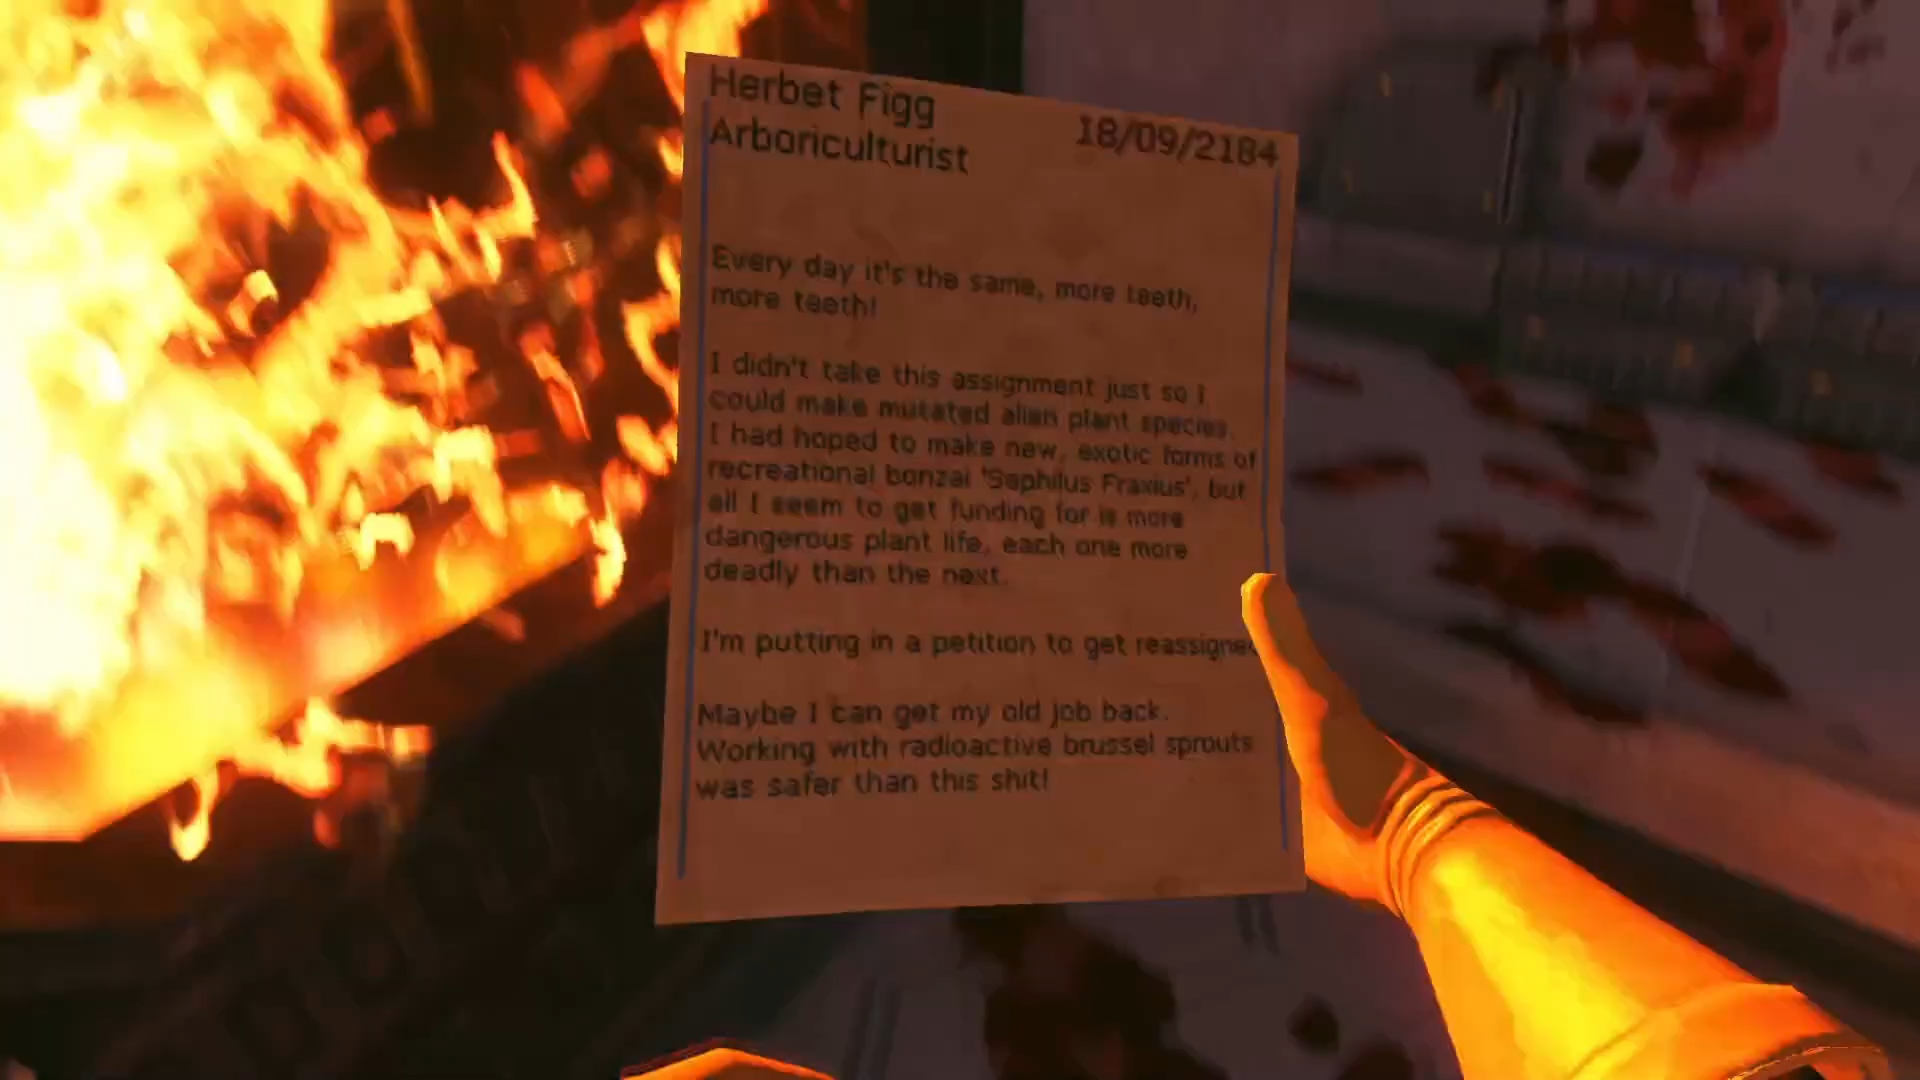 Herbet Figg
18/09/2184
Arboriculturist
Every day it's the same, more teeth,
more teeth!
I didn't take this assignment just so I
could make mutated alien plant species.
I had hoped to make new, exotic forms of
recreational bonzai 'Sephilus Fraxius', but
all I seem to get funding for is more
dangerous plant life, each one more
deadly than the next.
I'm putting in a petition to get reassigned
Maybe I can get my old job back.
Working with radioactive brussel sprouts
was safer than this shit!